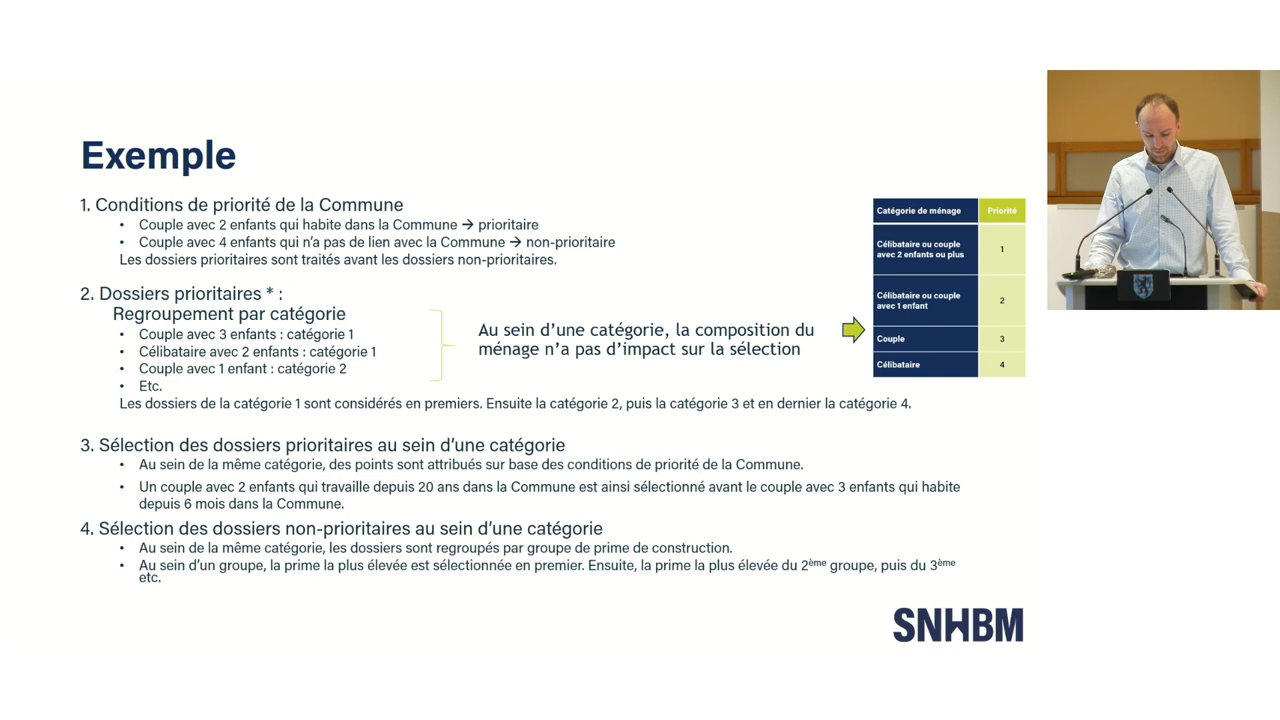 Exemple
1. Conditions de priorité de la Commune
• Couple avec 2 enfants qui habite dans la Commune → prioritaire
• Couple avec 4 enfants qui n'a pas de lien avec la Commune → non-prioritaire
Les dossiers prioritaires sont traités avant les dossiers non-prioritaires.
2. Dossiers prioritaires * :
Regroupement par catégorie
• Couple avec 3 enfants : catégorie 1
• Célibataire avec 2 enfants : catégorie 1
• Couple avec 1 enfant : catégorie 2
• Etc.
Au sein d'une catégorie, la composition du
ménage n'a pas d'impact sur la sélection
Catégorie de ménage Priorité
Célibataire ou couple
avec 2 enfants ou plus 1
Célibataire ou couple
avec 1 enfant 2
Couple 3
Célibataire 4
Les dossiers de la catégorie 1 sont considérés en premiers. Ensuite la catégorie 2, puis la catégorie 3 et en dernier la catégorie 4.
3. Sélection des dossiers prioritaires au sein d'une catégorie
• Au sein de la même catégorie, des points sont attribués sur base des conditions de priorité de la Commune.
• Un couple avec 2 enfants qui travaille depuis 20 ans dans la Commune est ainsi sélectionné avant le couple avec 3 enfants qui habite
depuis 6 mois dans la Commune.
4. Sélection des dossiers non-prioritaires au sein d'une catégorie
• Au sein de la même catégorie, les dossiers sont regroupés par groupe de prime de construction.
• Au sein d'un groupe, la prime la plus élevée est sélectionnée en premier. Ensuite, la prime la plus élevée du 2ème groupe, puis du 3ème
etc.
SNHBM